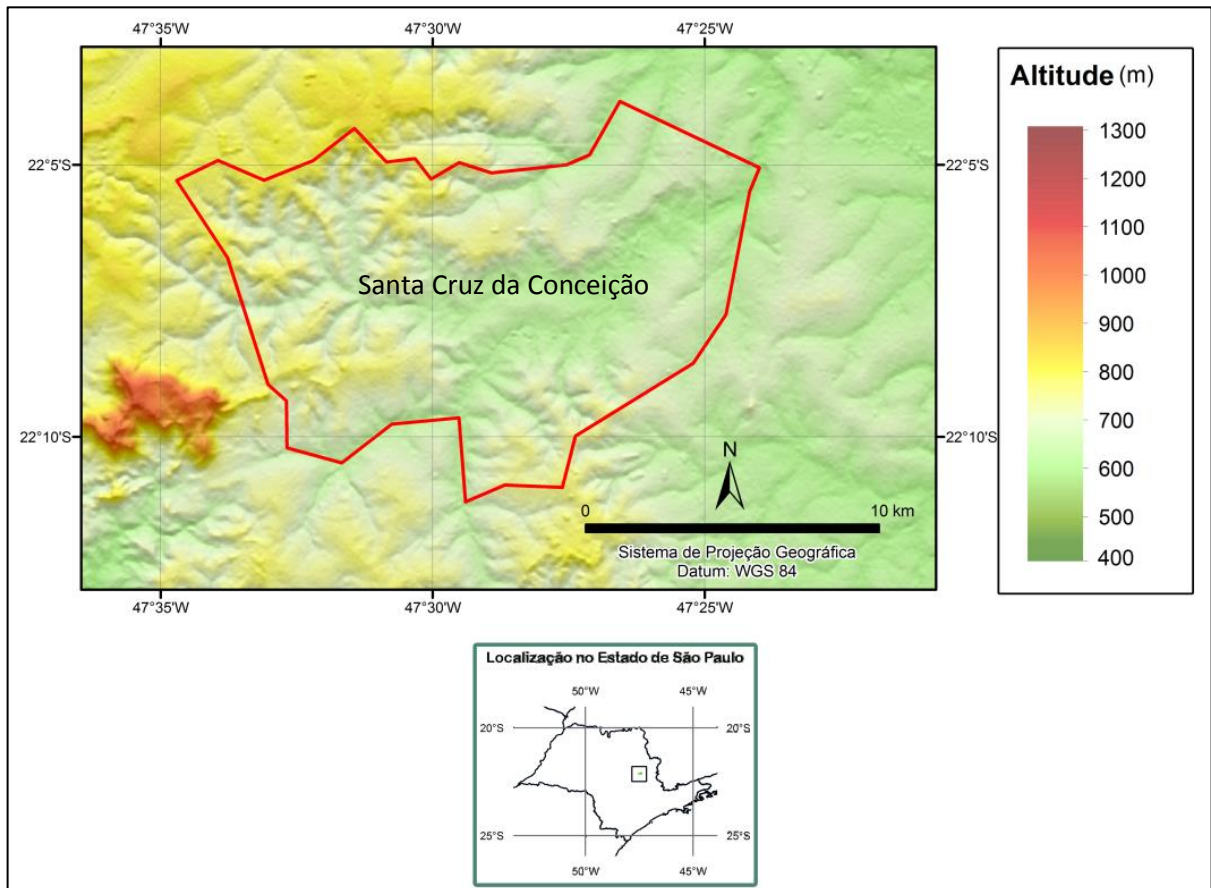 47°35'W
47°30'W
47°25'W
22°5'S
22°5'S
Santa Cruz da Conceição
22°10'S
22°10'S
N
0
10 km
Sistema de Projeção Geográfica
Datum: WGS 84
47°35'W
47°30'W
47°25'W
Altitude (m)
1300
1200
1100
1000
900
800
700
600
500
400
Localização no Estado de São Paulo
50°W
45°W
20°S
20°S
25°S
25°S
50°W
45°W